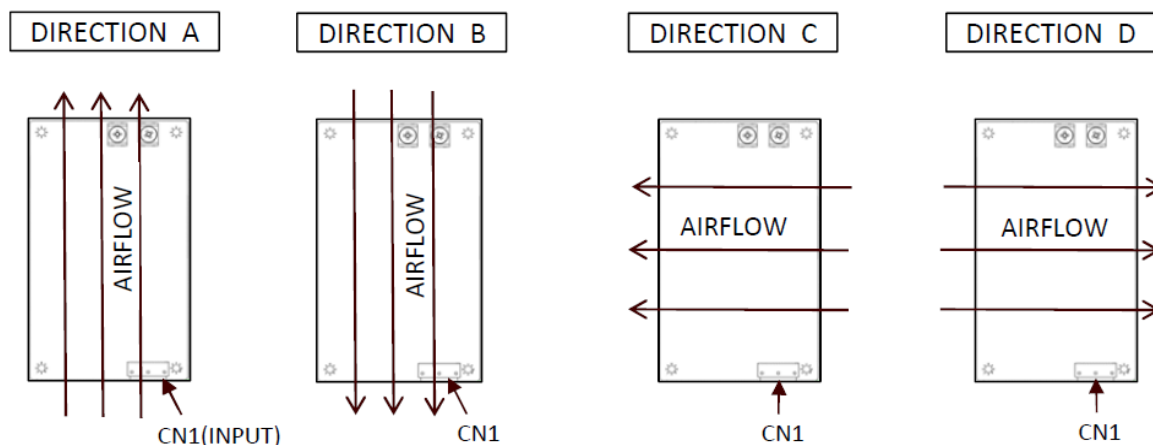 DIRECTION A
DIRECTION B
DIRECTION C
DIRECTION D
AIRFLOW
AIRFLOW
AIRFLOW
AIRFLOW
CN1(INPUT)
CN1
CN1
CN1